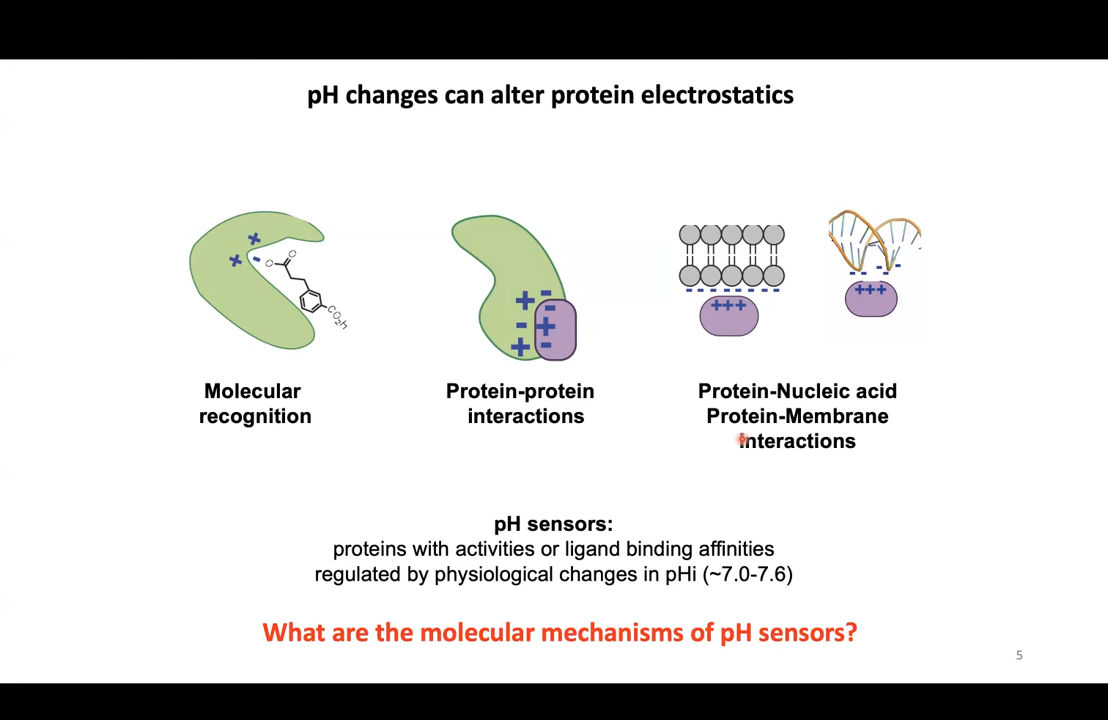 pH changes can alter protein electrostatics
+ + -
O O
CO2H
+ - - - + + -
- - - - - - -
+++
- - - -
+++
Molecular
recognition
Protein-protein
interactions
Protein-Nucleic acid
Protein-Membrane
interactions
pH sensors:
proteins with activities or ligand binding affinities
regulated by physiological changes in pHi (~7.0-7.6)
What are the molecular mechanisms of pH sensors?
5